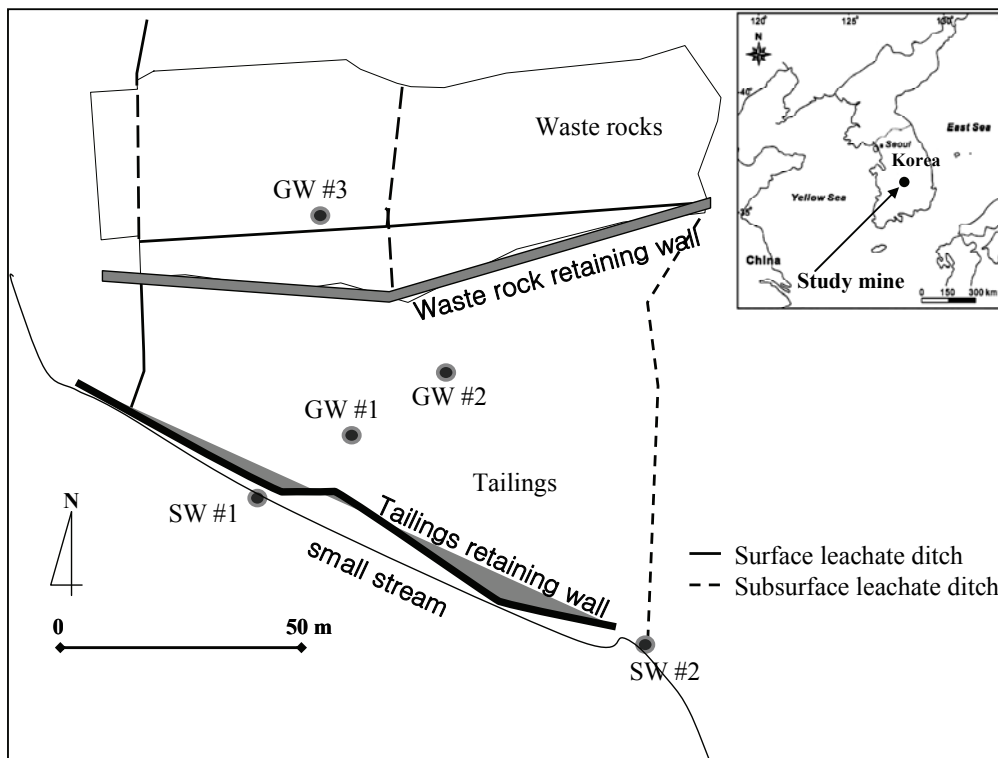 Waste rocks
GW #3
Waste rock retaining wall
GW #2
GW #1
Tailings
SW #1
Tailings retaining wall
small stream
N
0 50 m
SW #2
Surface leachate ditch
Subsurface leachate ditch
120 125 130
N
40
East Sea
Seoul
Korea
Yellow Sea
35
China
Study mine
0 150 300 km